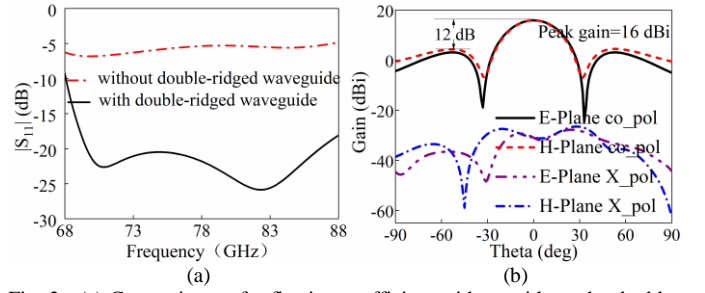 0
-5
-10
-15
-20
-25
-30
|S11| (dB)
without double-ridged waveguide
with double-ridged waveguide
68
73
78
83
88
Frequency（GHz）
(a)
20
0
-20
-40
-60
Gain (dBi)
12 dB
Peak gain=16 dBi
E-Plane co_pol
H-Plane co_pol
E-Plane X_pol
H-Plane X_pol
-90
-60
-30
0
30
60
90
Theta (deg)
(b)